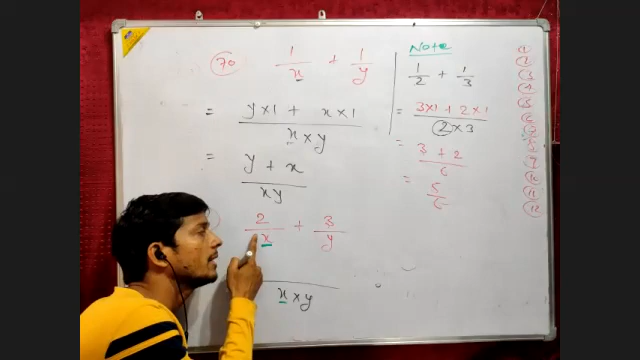 70 1/x + 1/y
= (y×1 + x×1)/(x×y)
= (y + x)/(xy)
2/x + 3/y
x×y
Note
1/2 + 1/3
= (3×1 + 2×1)/(2×3)
= (3 + 2)/6
= 5/6
1
2
3
4
5
6
7
9
10
11
12